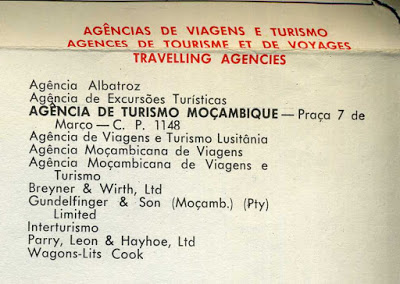 AGÊNCIAS DE VIAGENS E TURISMO
AGENCES DE TOURISME ET DE VOYAGES
TRAVELLING AGENCIES
Agência Albatroz
Agência de Excursões Turísticas
AGÊNCIA DE TURISMO MOÇAMBIQUE — Praça 7 de
Marco — C. P. 1148
Agência de Viagens e Turismo Lusitânia
Agência Moçambicana de Viagens
Agência Moçambicana de Viagens e
Turismo
Breyner & Wirth, Ltd
Gundelfinger & Son (Moçamb.) (Pty)
Limited
Interturismo
Parry, Leon & Hayhoe, Ltd
Wagons-Lits Cook